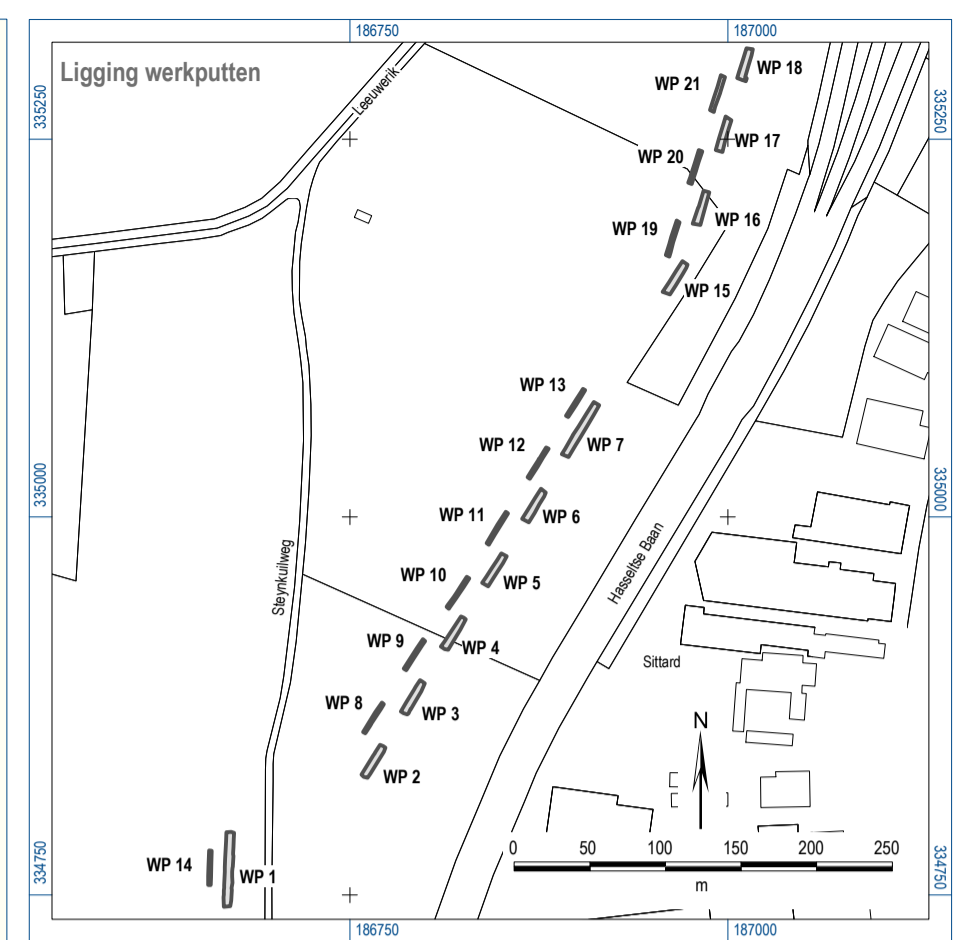 186750
187000
Ligging werkputten
Leeuwerik
WP 18
WP 21
335250
335250
WP 17
WP 20
WP 16
WP 19
WP 15
WP 13
WP 12
WP 7
335000
335000
WP 11
WP 6
Hasseltse Baan
Steynkuilweg
WP 10
WP 5
WP 9
WP 4
Sittard
WP 8
WP 3
N
WP 2
334750
334750
0 50 100 150 200 250
m
WP 14
WP 1
186750
187000